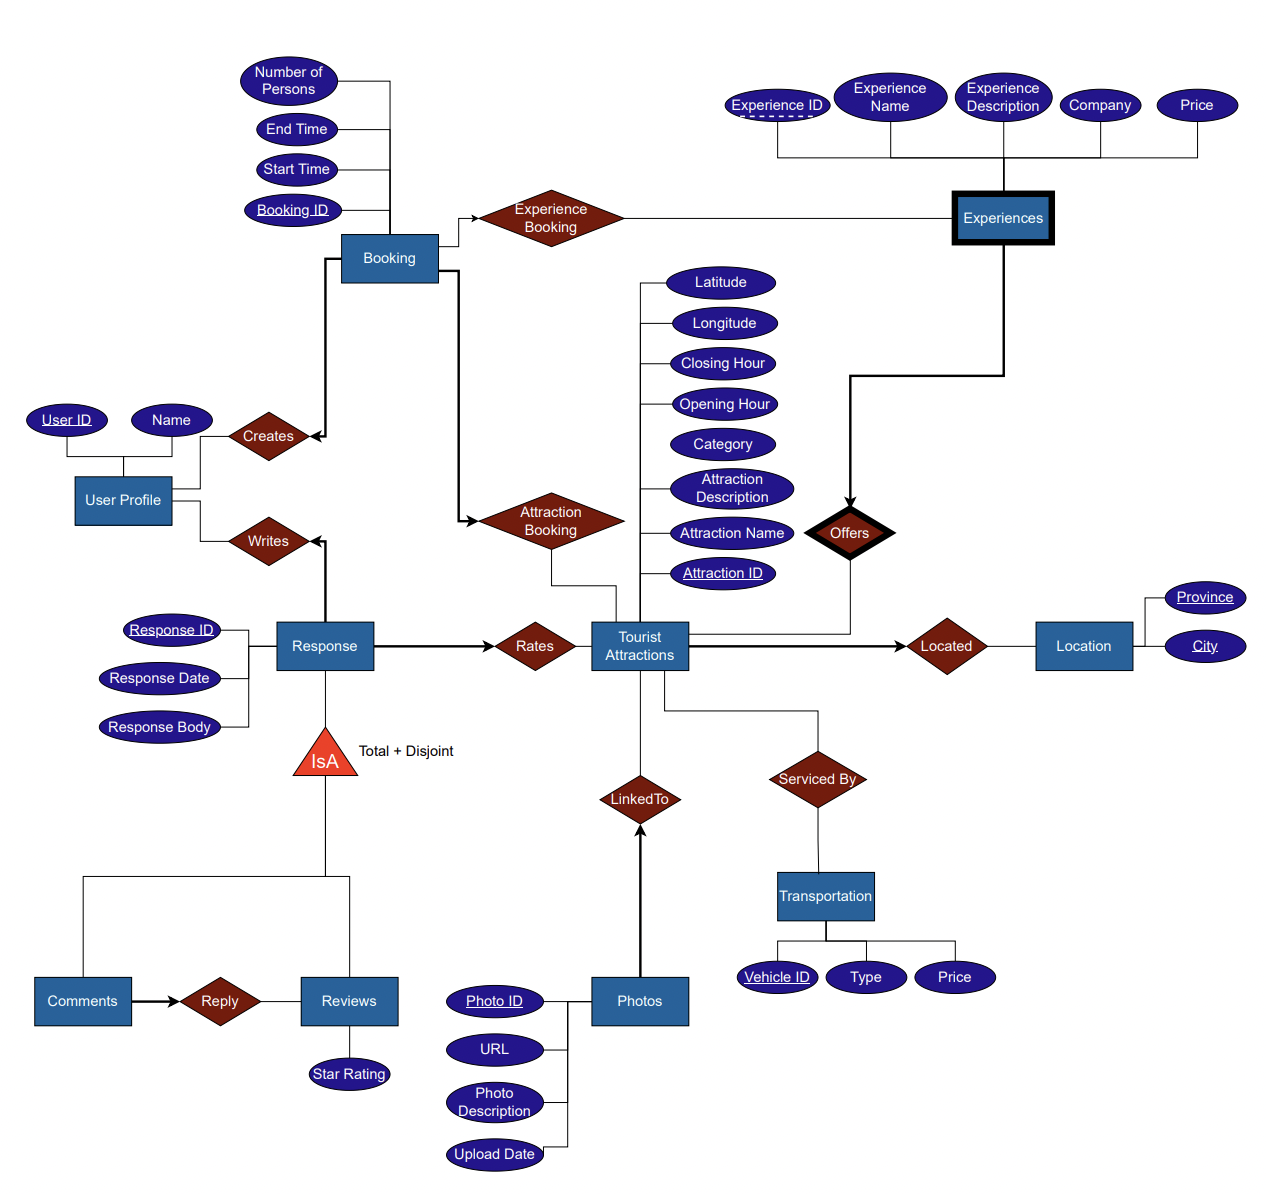 Number of
Persons
End Time
Start Time
Booking ID
Booking
Experience ID
Experience
Name
Experience
Description
Company
Price
Experience
Booking
Experiences
Latitude
Longitude
Closing Hour
Opening Hour
Category
Attraction
Description
Attraction Name
Attraction ID
User ID
Name
Creates
User Profile
Writes
Attraction
Booking
Offers
Response ID
Response Date
Response Body
Response
Rates
Tourist
Attractions
Located
Location
Province
City
IsA
Total + Disjoint
LinkedTo
Serviced By
Transportation
Vehicle ID
Type
Price
Comments
Reply
Reviews
Star Rating
Photo ID
URL
Photo
Description
Upload Date
Photos